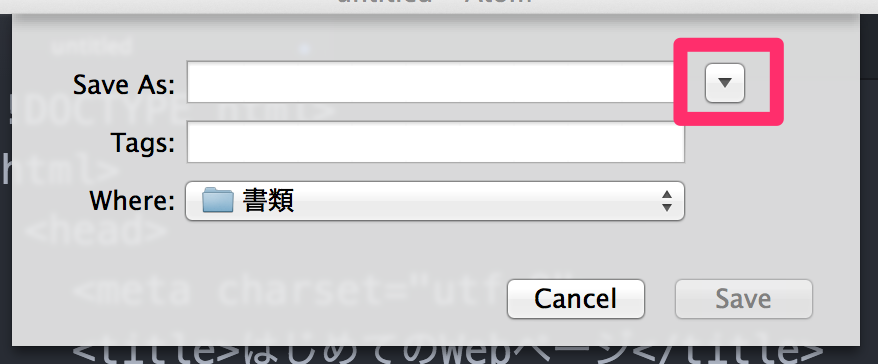 untitled — Atom
untitled
Save As:
!DOCTYPE html>
Tags:
html>
Where: 書類
<head>
<meta charset="utf-8"
Cancel Save
<title>はじめてのWebページ</title>